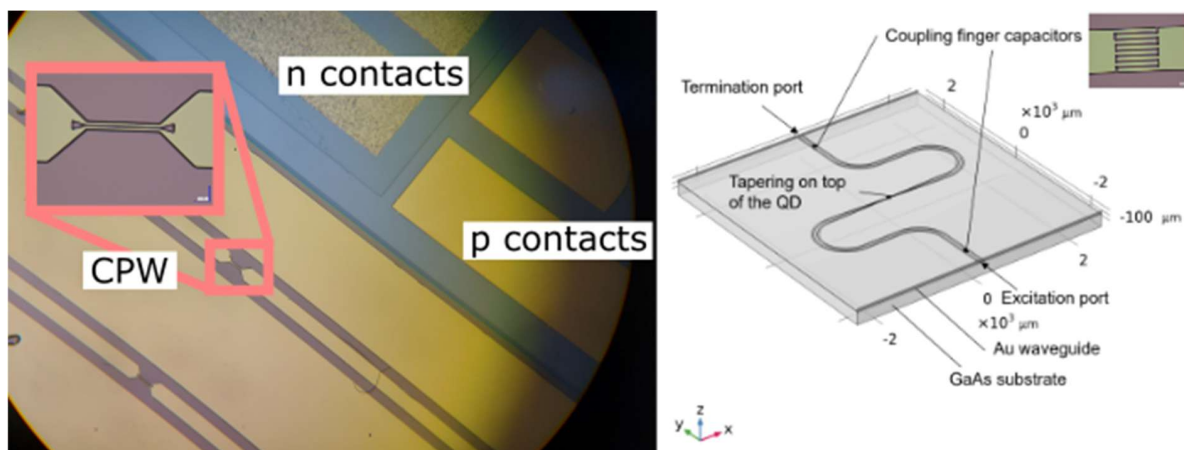 n contacts
p contacts
CPW
Coupling finger capacitors
Termination port
2
×10³ μm
0
Tapering on top
of the QD
-2
-100 μm
2
Excitation port
0
×10³ μm
-2
Au waveguide
GaAs substrate
z
y
x